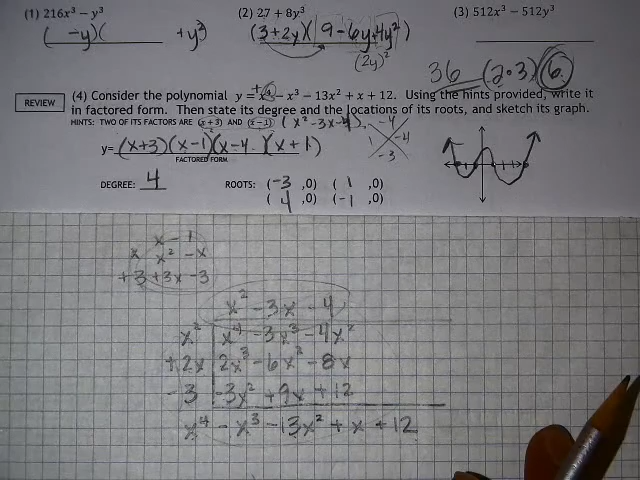 (1) 216x³ − y³ (2) 27 + 8y³ (3) 512x³ − 512y³
( −y)( + y³ (3+2y)(9 − 6y + 4y²)
(2y)² 36 (2·3) 6
REVIEW (4) Consider the polynomial y = x⁴ − x³ − 13x² + x + 12. Using the hints provided, write it
in factored form. Then state its degree and the locations of its roots, and sketch its graph.
HINTS: TWO OF ITS FACTORS ARE (x+3) AND (x−1) (x²−3x−4) −4
y= (x+3)(x−1)(x−4)(x+1) 1 −4
FACTORED FORM −3
DEGREE: 4 ROOTS: (−3 ,0) (1 ,0)
(4 ,0) (−1 ,0)
x − 1
x x² − x
+3 +3x −3
x² −3x −4
x² x⁴ −3x³ −4x²
+2x 2x³ −6x² −8x
−3 −3x² +9x +12
x⁴ − x³ −13x² + x + 12